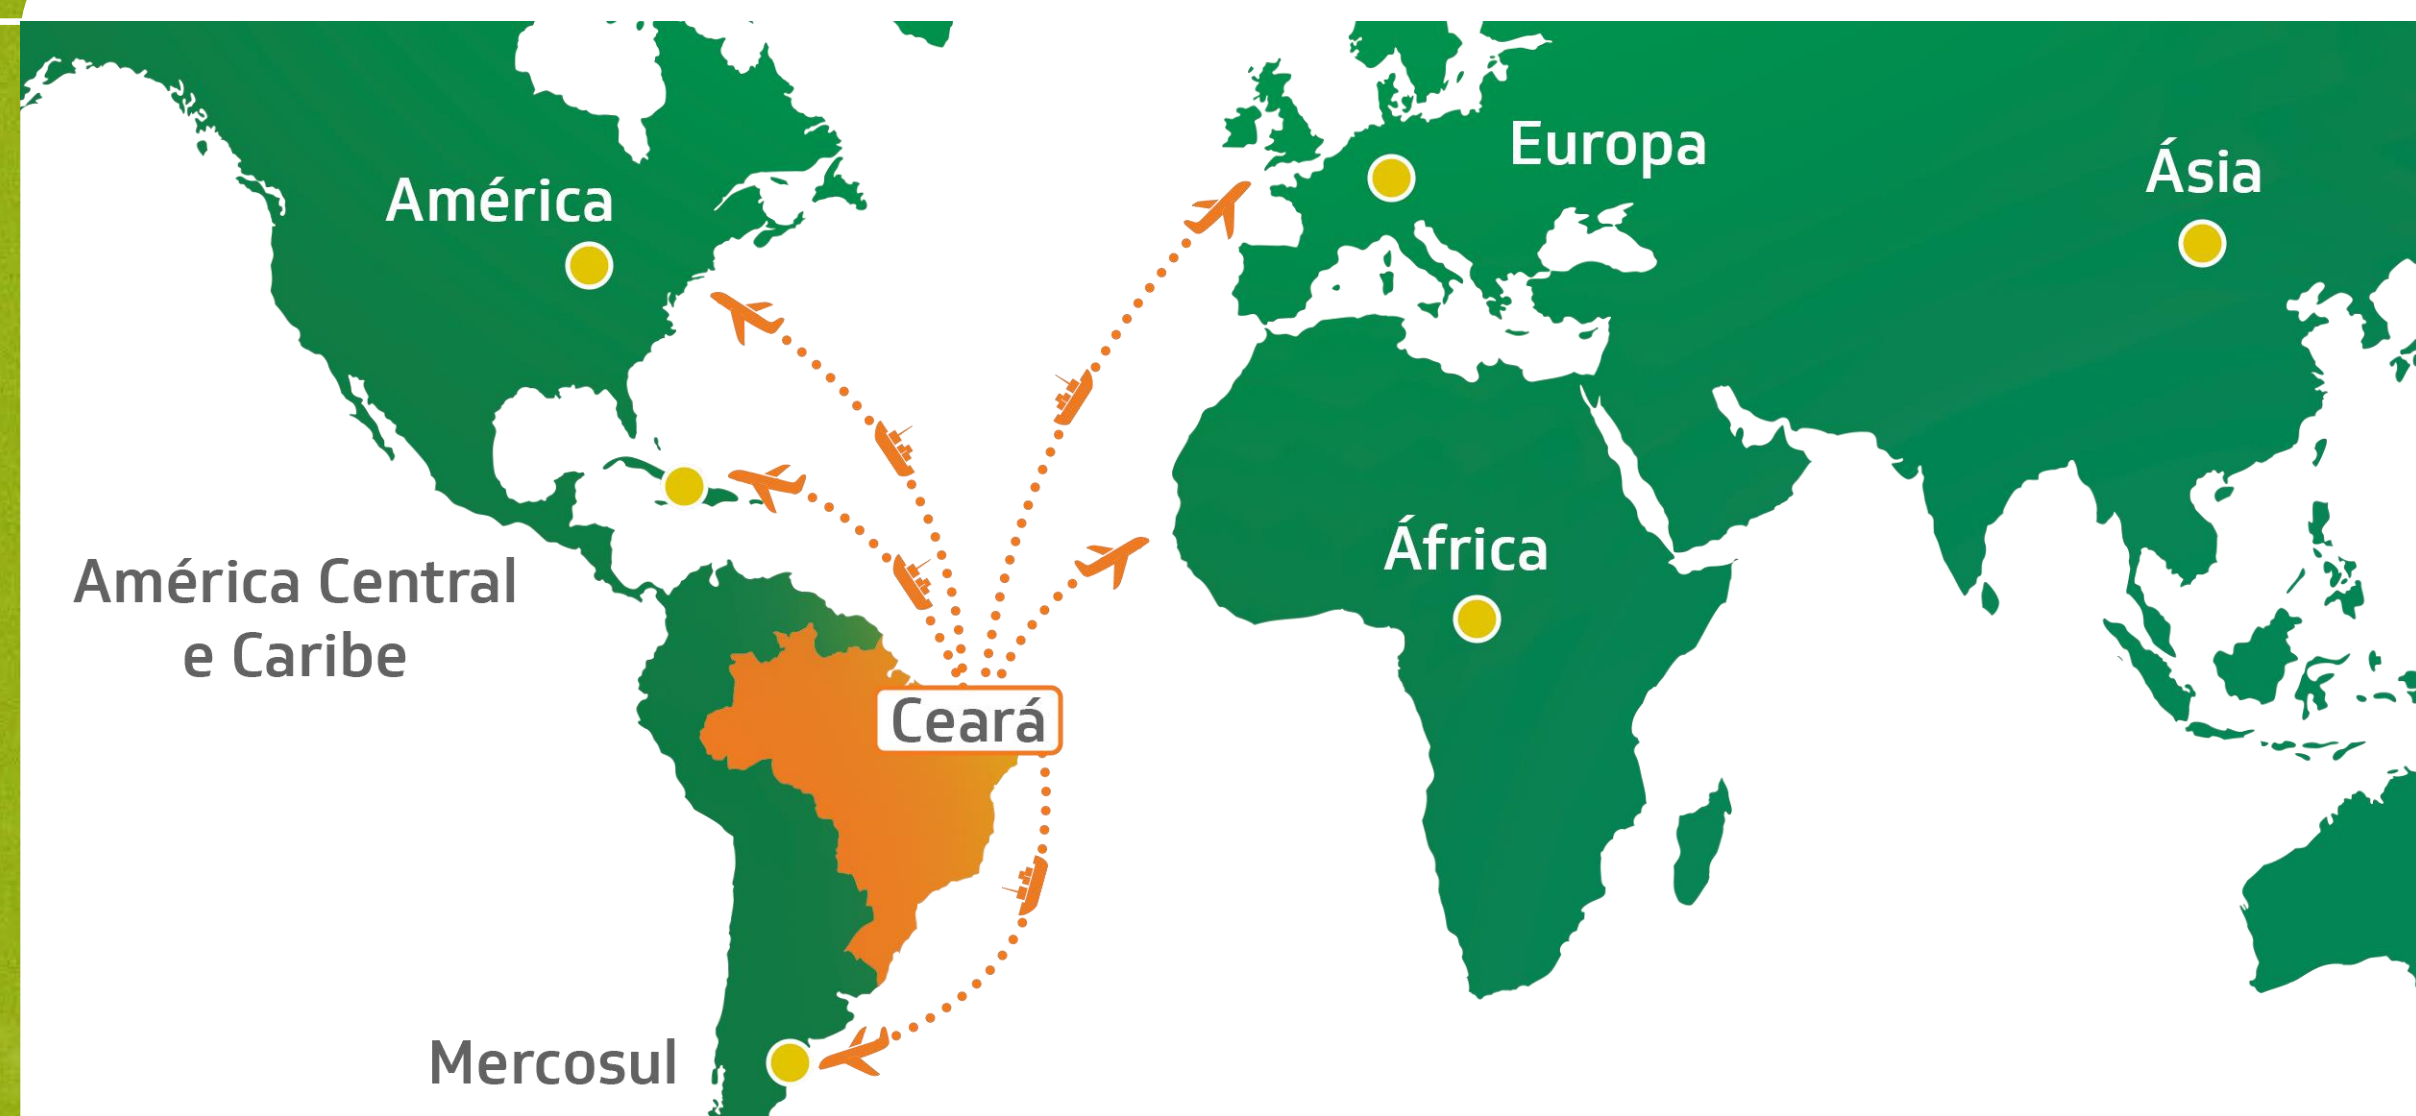 América
Europa
Ásia
África
América Central
e Caribe
Ceará
Mercosul